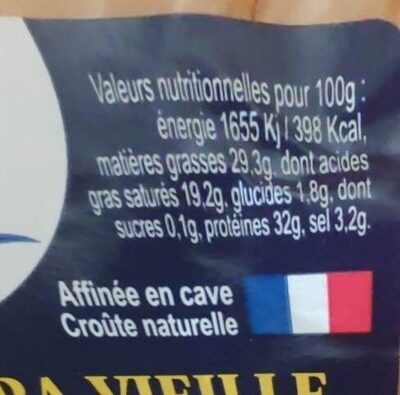 Valeurs nutritionnelles pour 100g :
énergie 1655 Kj / 398 Kcal,
matières grasses 29,3g, dont acides
gras saturés 19,2g, glucides 1,8g, dont
sucres 0,1g, protéines 32g, sel 3,2g.
Affinée en cave
Croûte naturelle
VIEILLE